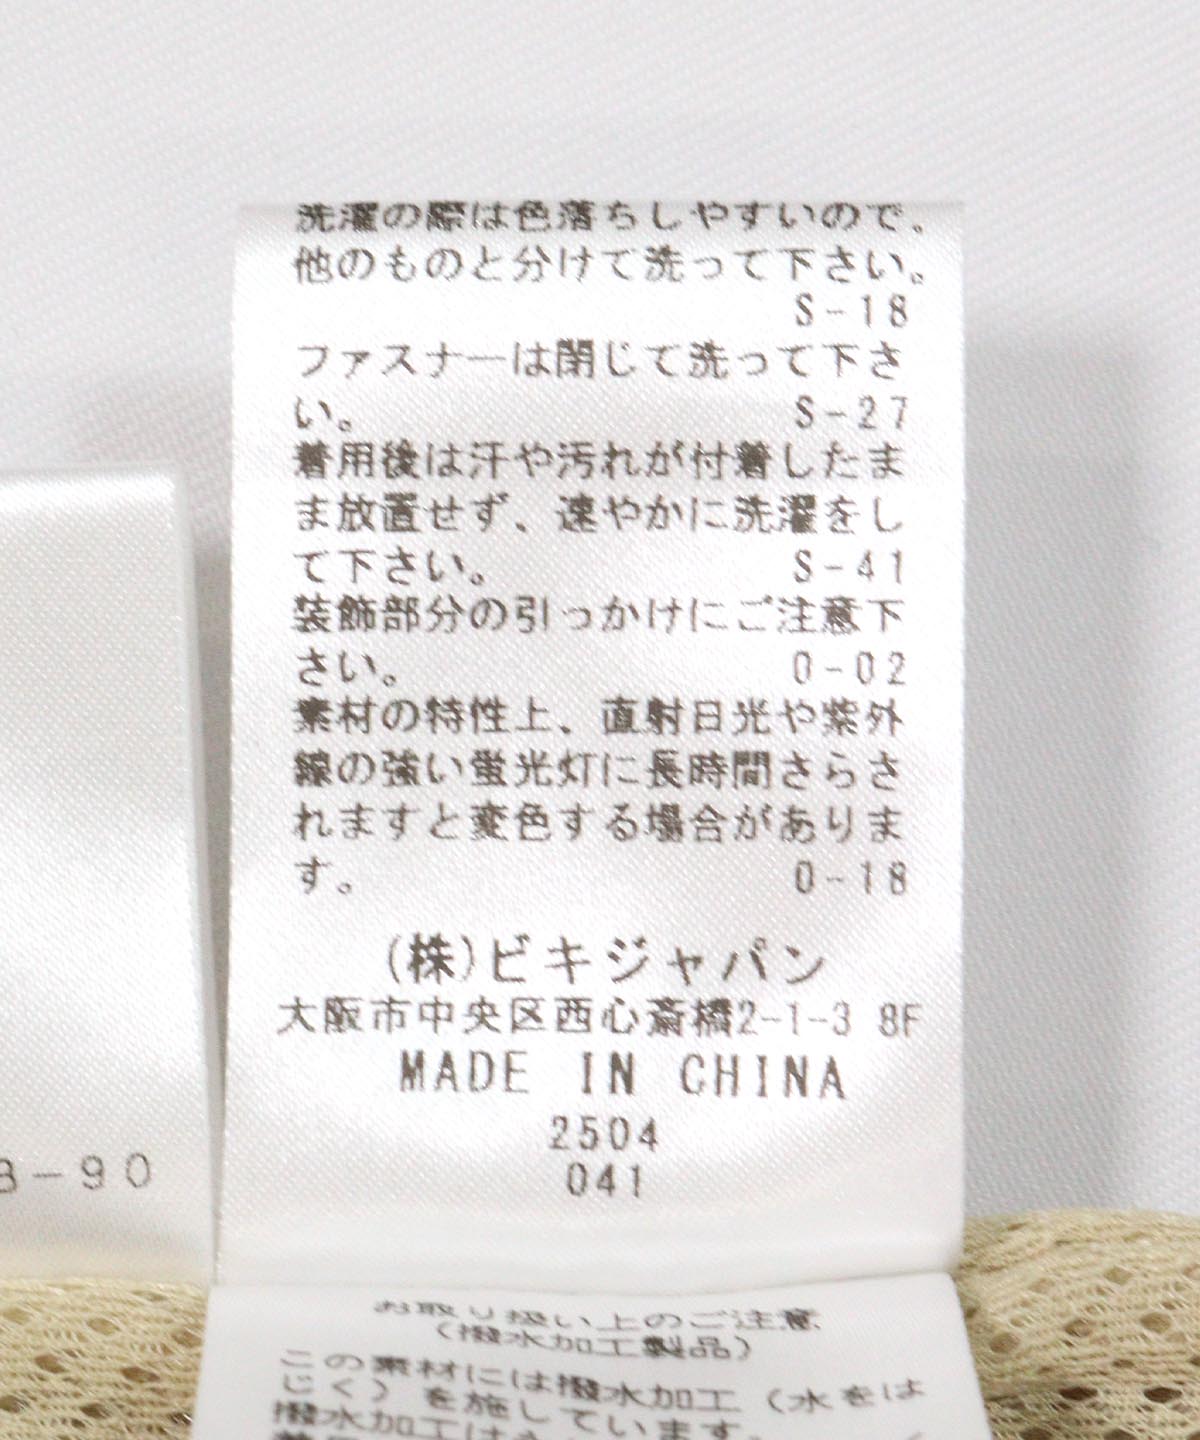 洗濯の際は色落ちしやすいので、
他のものと分けて洗って下さい。
S-18
ファスナーは閉じて洗って下さ
い。 S-27
着用後は汗や汚れが付着したま
ま放置せず、速やかに洗濯をし
て下さい。 S-41
装飾部分の引っかけにご注意下
さい。 0-02
素材の特性上、直射日光や紫外
線の強い蛍光灯に長時間さらさ
れますと変色する場合がありま
す。 0-18
(株)ビキジャパン
大阪市中央区西心斎橋2-1-3 8F
MADE IN CHINA
2504
041
-90
お取り扱い上のご注意
(撥水加工製品)
この素材には撥水加工(水をは
じく)を施しています。
撥水加工は